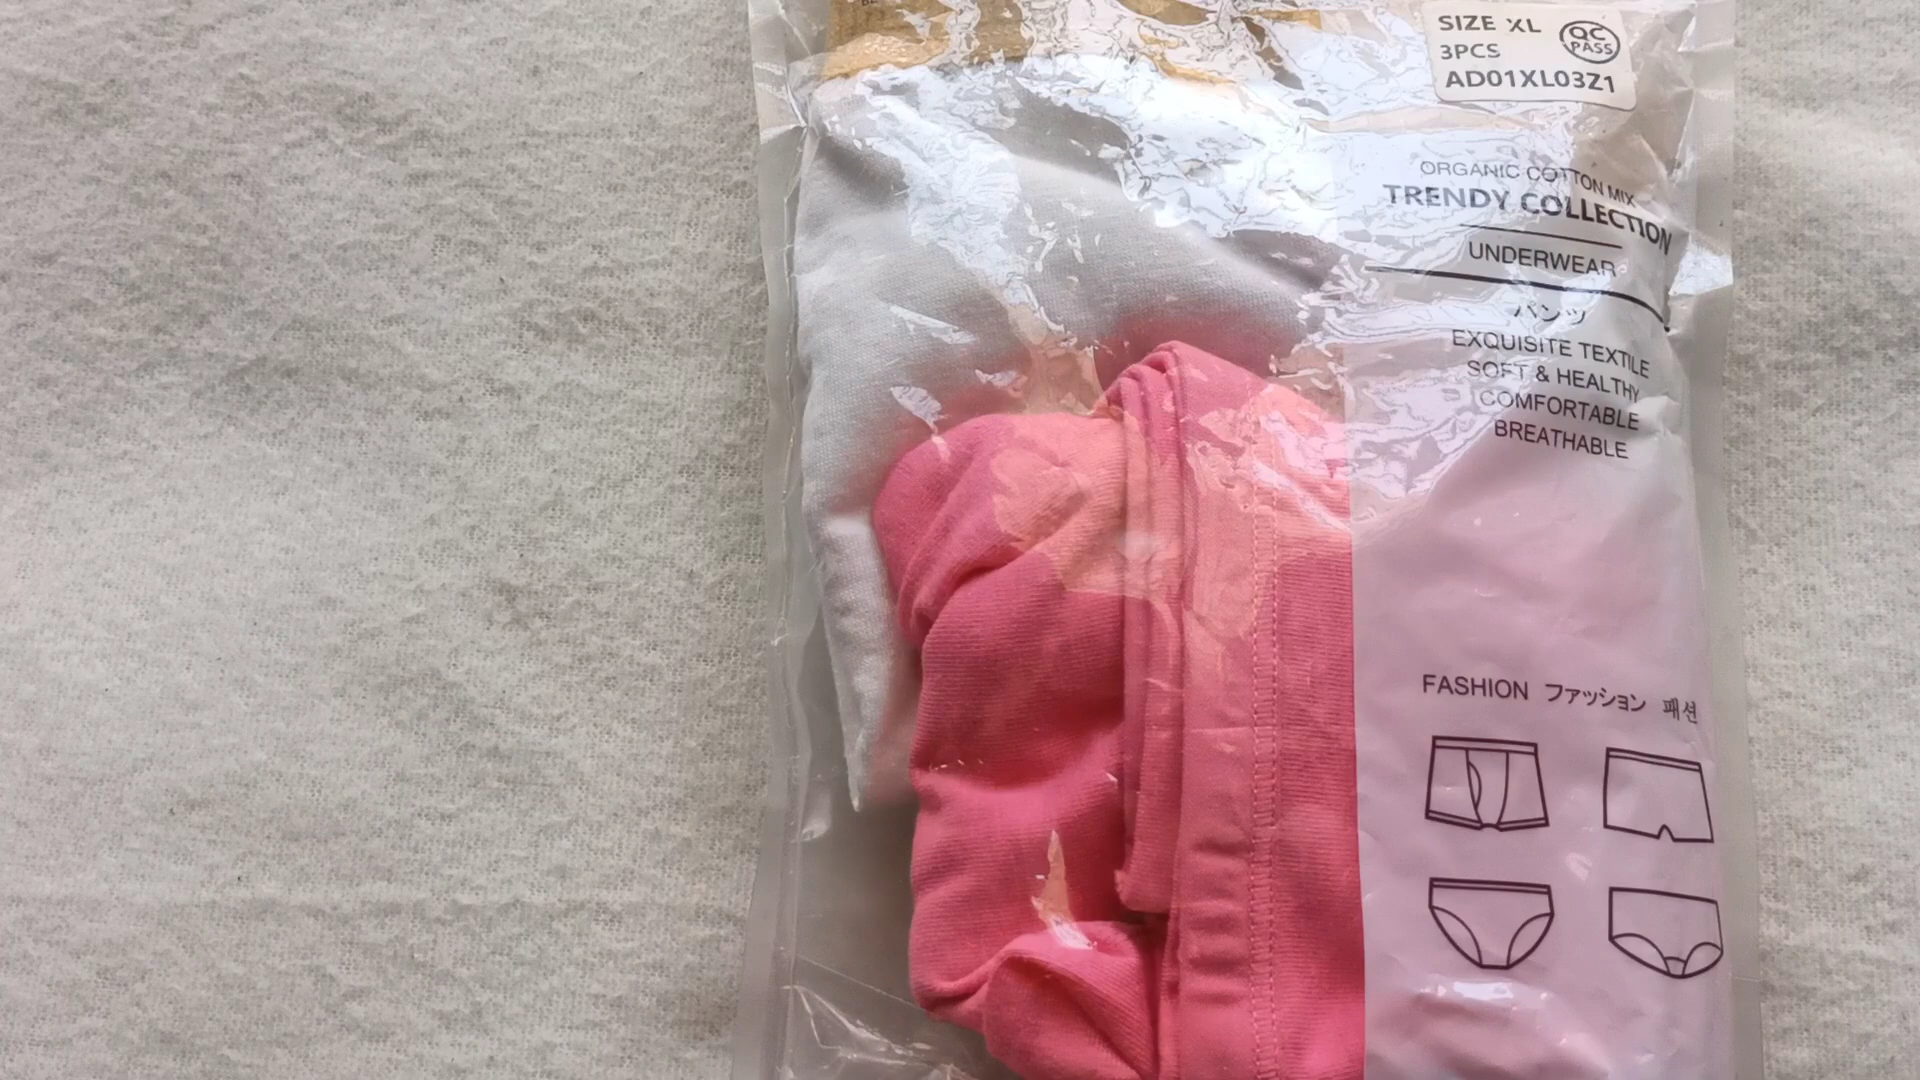 SIZE XL
3PCS
QC
PASS
AD01XL03Z1
ORGANIC COTTON MIX
TRENDY COLLECTION
UNDERWEAR
パンツ
EXQUISITE TEXTILE
SOFT & HEALTHY
COMFORTABLE
BREATHABLE
FASHION ファッション 패션